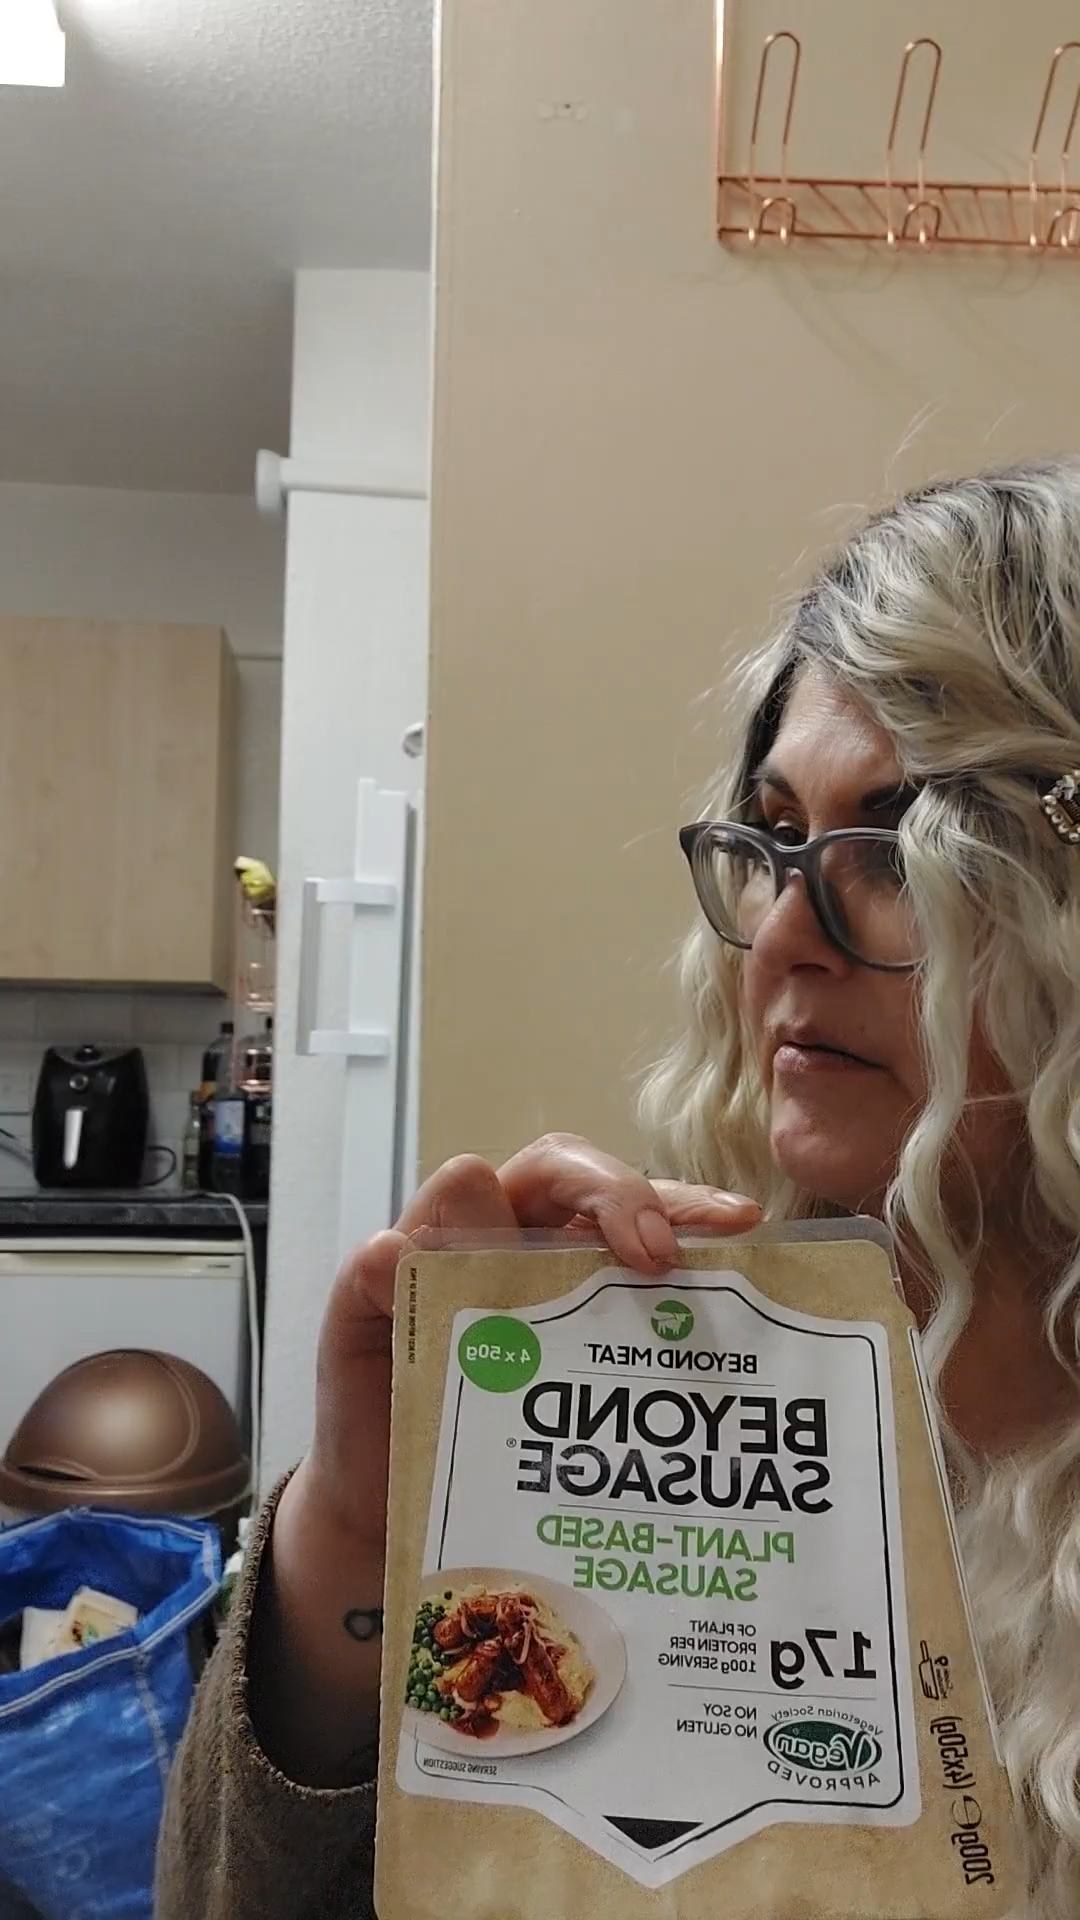 4 x 50g
BEYOND MEAT
BEYOND
SAUSAGE®
PLANT-BASED
SAUSAGE
17g
OF PLANT
PROTEIN PER
100g SERVING
NO SOY
NO GLUTEN
Vegetarian Society
Vegan
APPROVED
SERVING SUGGESTION
200g e (4x50g)